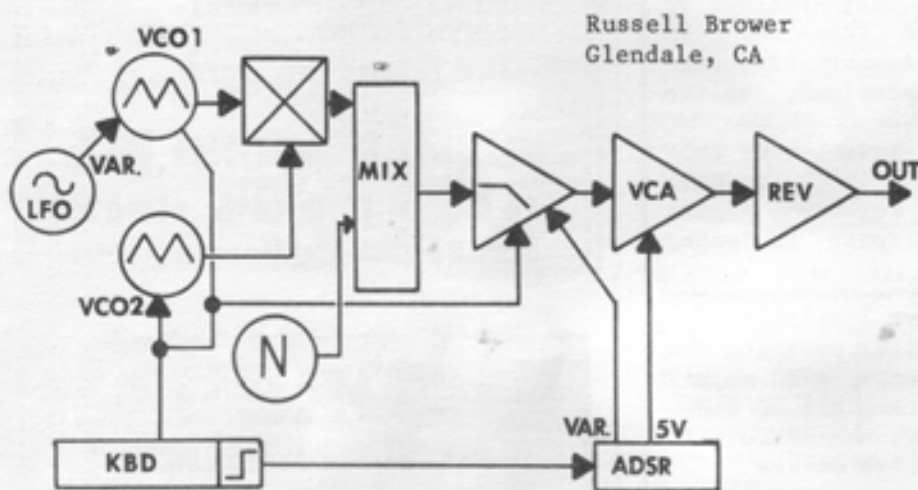 Russell Brower
Glendale, CA
VCO1
VAR.
LFO
MIX
VCA
REV
OUT
VCO2
N
VAR.
5V
KBD
ADSR